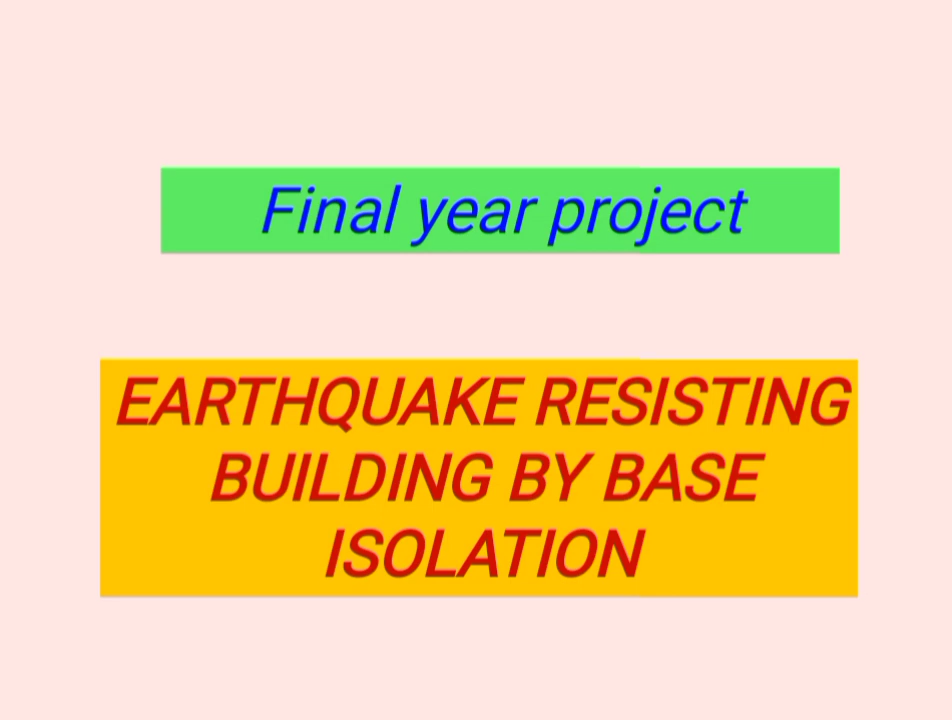 Final year project
EARTHQUAKE RESISTING
BUILDING BY BASE
ISOLATION